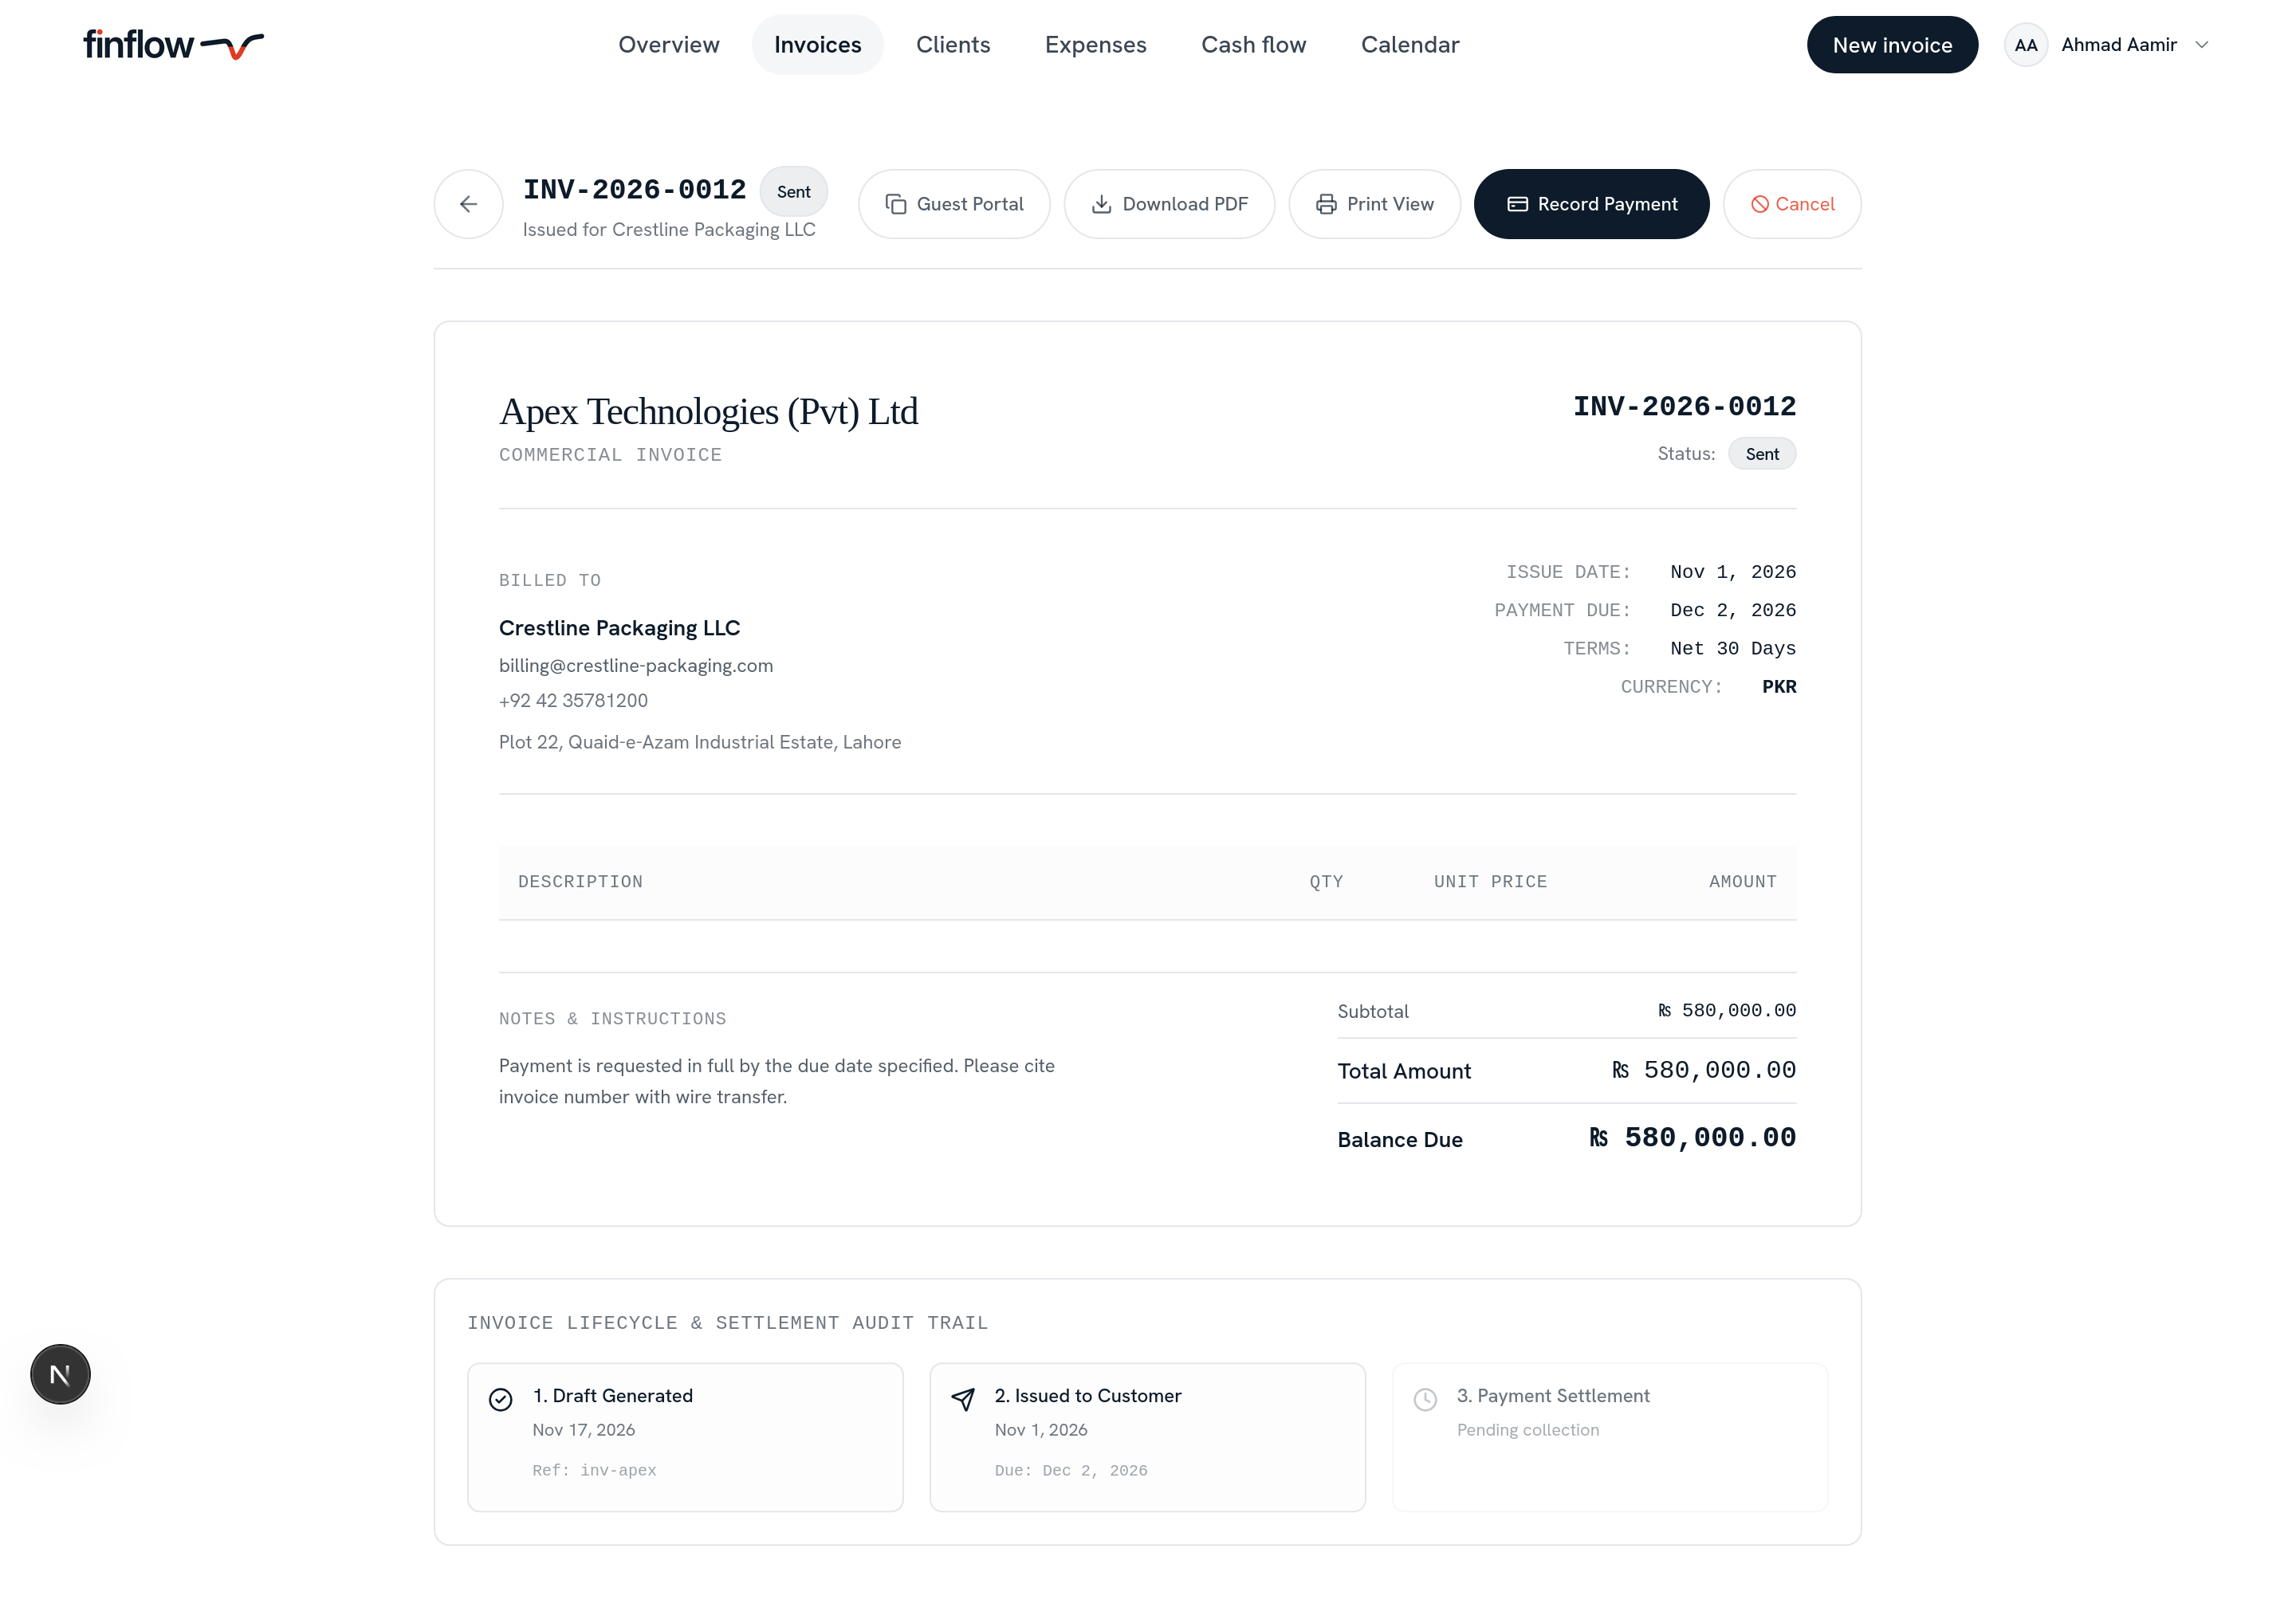 finflow
Overview Invoices Clients Expenses Cash flow Calendar
New invoice AA Ahmad Aamir
INV-2026-0012 Sent
Issued for Crestline Packaging LLC
Guest Portal Download PDF Print View Record Payment Cancel
Apex Technologies (Pvt) Ltd
COMMERCIAL INVOICE
INV-2026-0012
Status: Sent
BILLED TO
Crestline Packaging LLC
billing@crestline-packaging.com
+92 42 35781200
Plot 22, Quaid-e-Azam Industrial Estate, Lahore
ISSUE DATE: Nov 1, 2026
PAYMENT DUE: Dec 2, 2026
TERMS: Net 30 Days
CURRENCY: PKR
DESCRIPTION QTY UNIT PRICE AMOUNT
NOTES & INSTRUCTIONS
Payment is requested in full by the due date specified. Please cite
invoice number with wire transfer.
Subtotal ₨ 580,000.00
Total Amount ₨ 580,000.00
Balance Due ₨ 580,000.00
INVOICE LIFECYCLE & SETTLEMENT AUDIT TRAIL
1. Draft Generated
Nov 17, 2026
Ref: inv-apex
2. Issued to Customer
Nov 1, 2026
Due: Dec 2, 2026
3. Payment Settlement
Pending collection
N